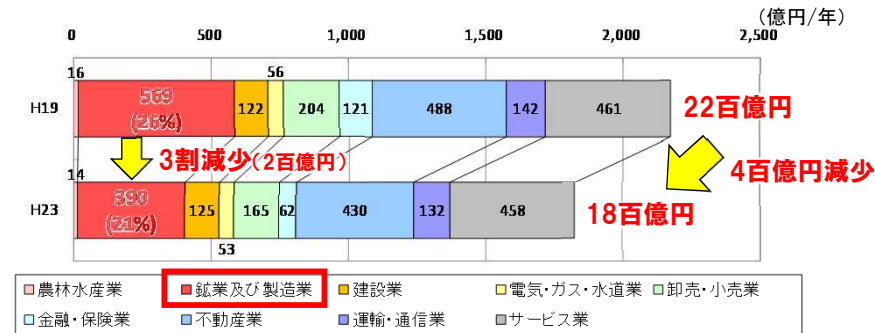 (億円/年)
0 500 1,000 1,500 2,000 2,500
16 56
H19 569 122 204 121 488 142 461 22百億円
(26%)
3割減少(2百億円) 4百億円減少
14
H23 390 125 165 62 430 132 458 18百億円
(21%)
53
農林水産業 鉱業及び製造業 建設業 電気・ガス・水道業 卸売・小売業
金融・保険業 不動産業 運輸・通信業 サービス業